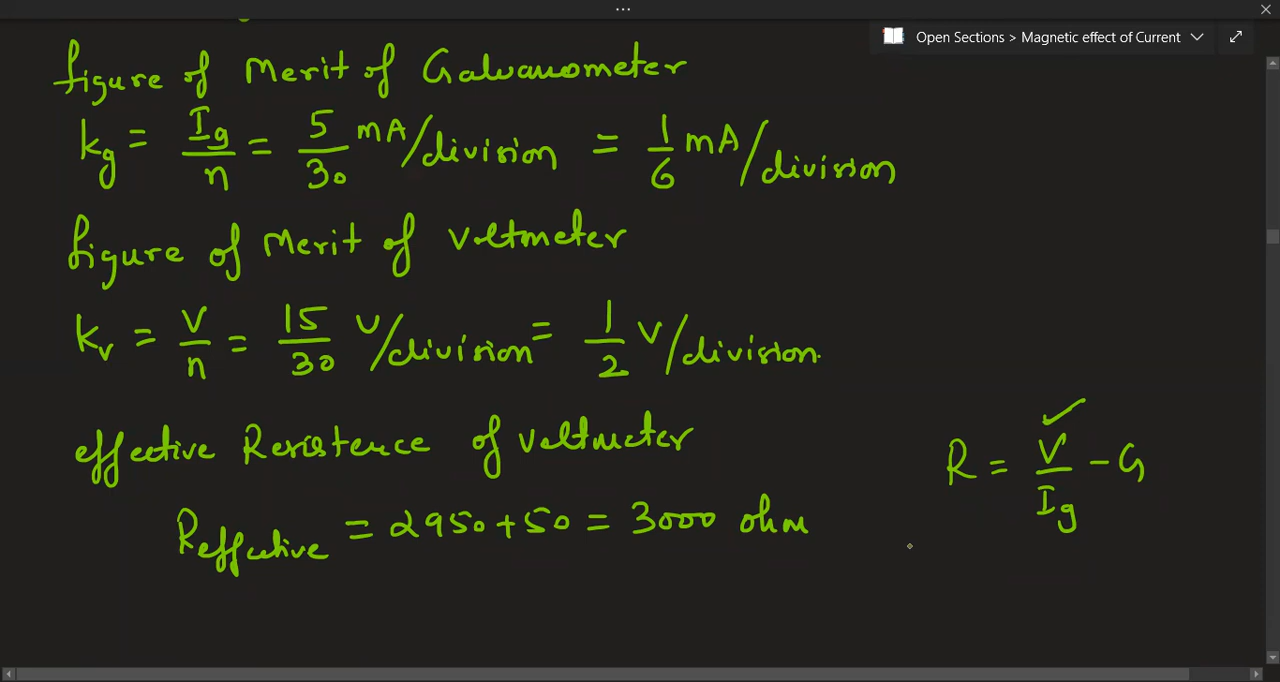 ...
Open Sections > Magnetic effect of Current
figure of Merit of Galvanometer
kg = Ig/n = 5/30 mA/division = 1/6 mA/division
figure of Merit of voltmeter
kv = V/n = 15/30 V/division = 1/2 V/division.
effective Resistence of voltmeter
R = V/Ig - G
Reffective = 2950+50 = 3000 ohm